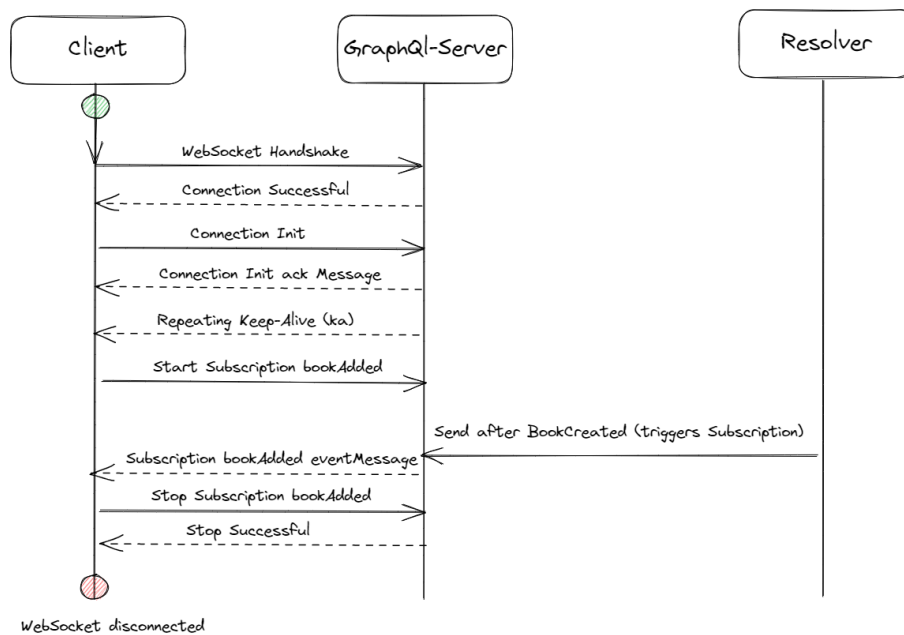 Client
GraphQl-Server
Resolver
WebSocket Handshake
Connection Successful
Connection Init
Connection Init ack Message
Repeating Keep-Alive (ka)
Start Subscription bookAdded
Send after BookCreated (triggers Subscription)
Subscription bookAdded eventMessage
Stop Subscription bookAdded
Stop Successful
WebSocket disconnected